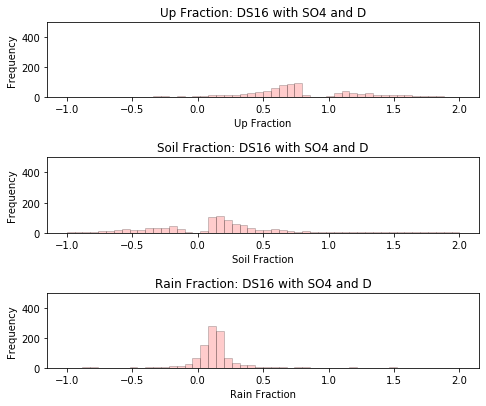 Up Fraction: DS16 with SO4 and D
400
200
0
Frequency
−1.0 −0.5 0.0 0.5 1.0 1.5 2.0
Up Fraction
Soil Fraction: DS16 with SO4 and D
400
200
0
Frequency
−1.0 −0.5 0.0 0.5 1.0 1.5 2.0
Soil Fraction
Rain Fraction: DS16 with SO4 and D
400
200
0
Frequency
−1.0 −0.5 0.0 0.5 1.0 1.5 2.0
Rain Fraction